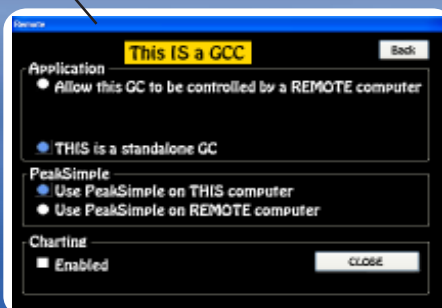 Remote
This IS a GCC
Back
Application
Allow this GC to be controlled by a REMOTE computer
THIS is a standalone GC
PeakSimple
Use PeakSimple on THIS computer
Use PeakSimple on REMOTE computer
Charting
Enabled
CLOSE